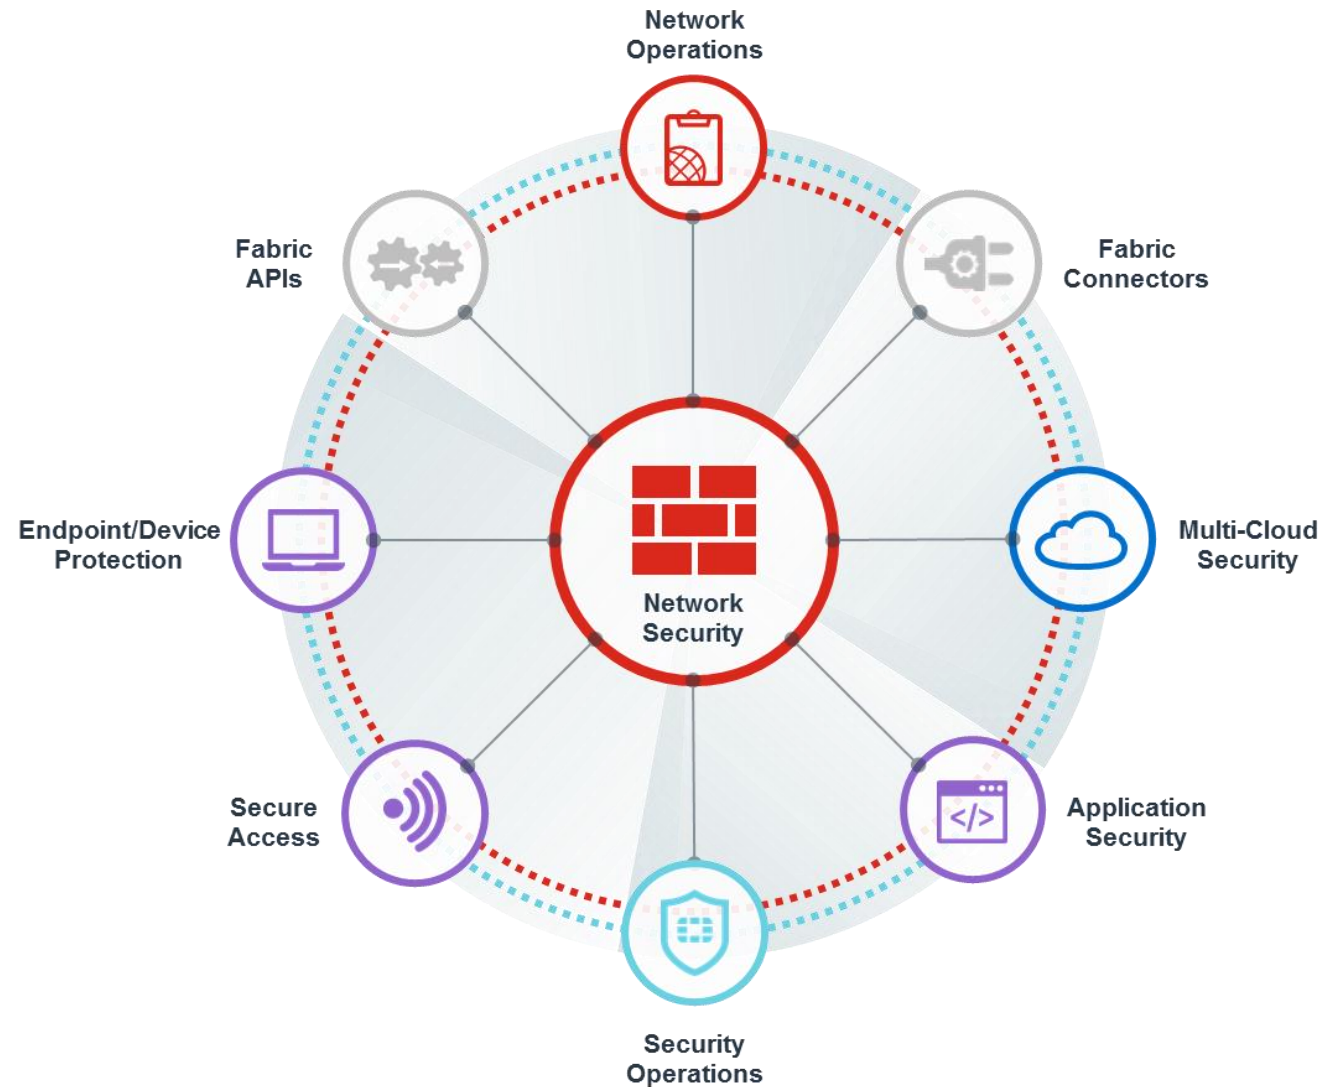 Network
Operations
Fabric
APIs
Fabric
Connectors
Endpoint/Device
Protection
Multi-Cloud
Security
Network
Security
Secure
Access
</>
Application
Security
Security
Operations